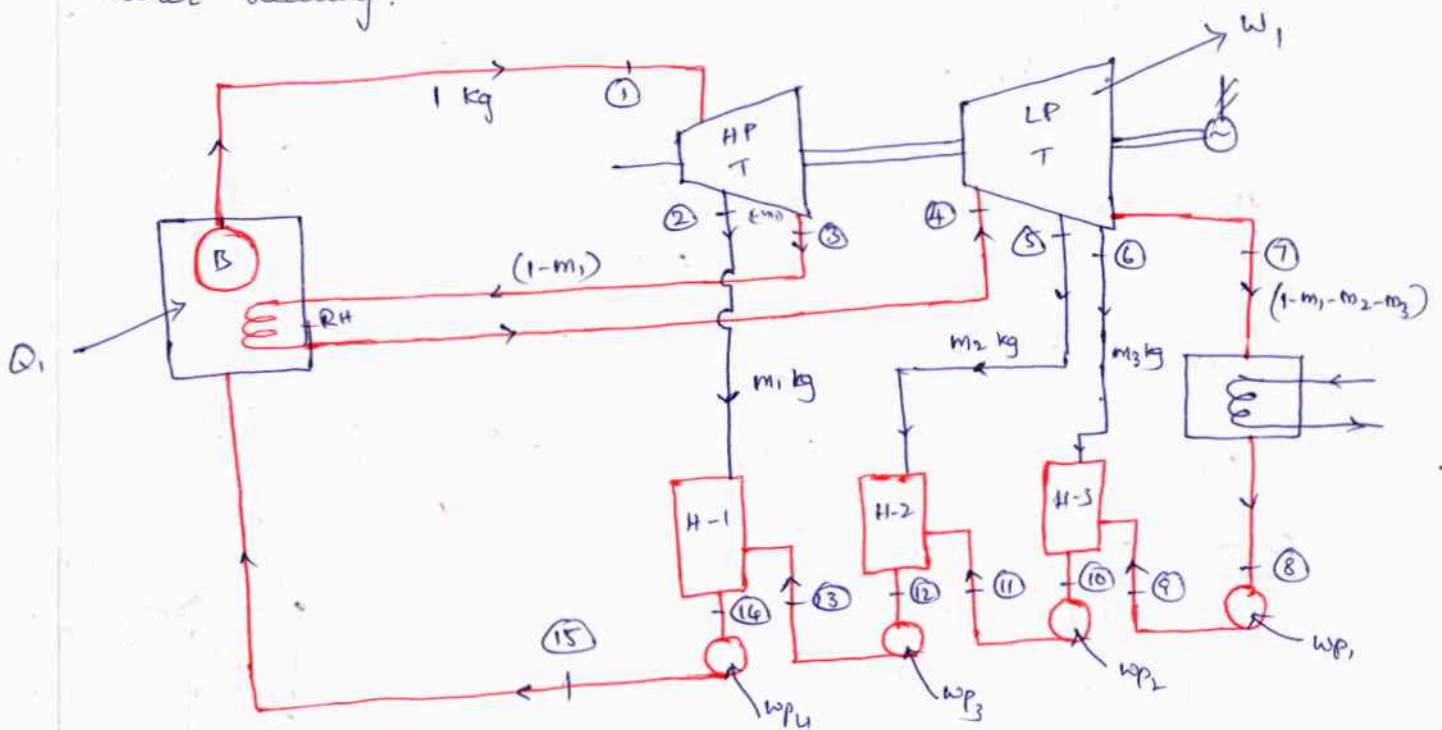 1 Kg
①
HP
T
LP
T
W₁
②
(1-m₁)
③
④
⑤
⑥
⑦
B
(1-m₁)
RH
Q₁
m₁ kg
m₂ kg
m₃ kg
(1-m₁-m₂-m₃)
H-1
H-2
H-3
⑧
⑨
⑩
⑪
⑫
⑬
⑭
⑮
WP₁
WP₂
WP₃
WP₄